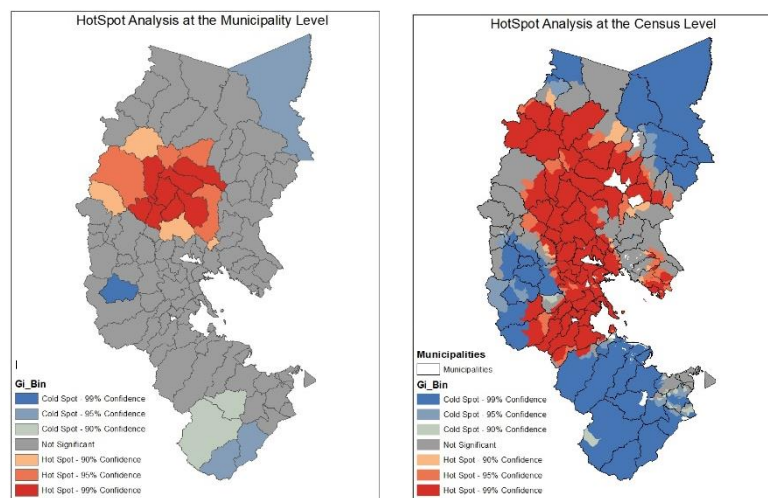 HotSpot Analysis at the Municipality Level
Gi_Bin
Cold Spot - 99% Confidence
Cold Spot - 95% Confidence
Cold Spot - 90% Confidence
Not Significant
Hot Spot - 90% Confidence
Hot Spot - 95% Confidence
Hot Spot - 99% Confidence
HotSpot Analysis at the Census Level
Municipalities
Municipalities
Gi_Bin
Cold Spot - 99% Confidence
Cold Spot - 95% Confidence
Cold Spot - 90% Confidence
Not Significant
Hot Spot - 90% Confidence
Hot Spot - 95% Confidence
Hot Spot - 99% Confidence